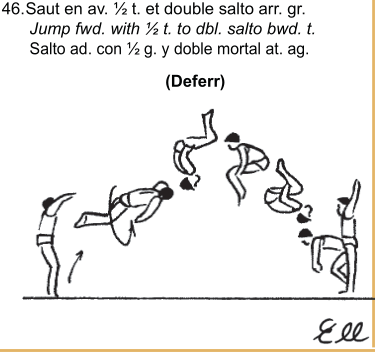 46.Saut en av. ½ t. et double salto arr. gr.
Jump fwd. with ½ t. to dbl. salto bwd. t.
Salto ad. con ½ g. y doble mortal at. ag.
(Deferr)
Ell